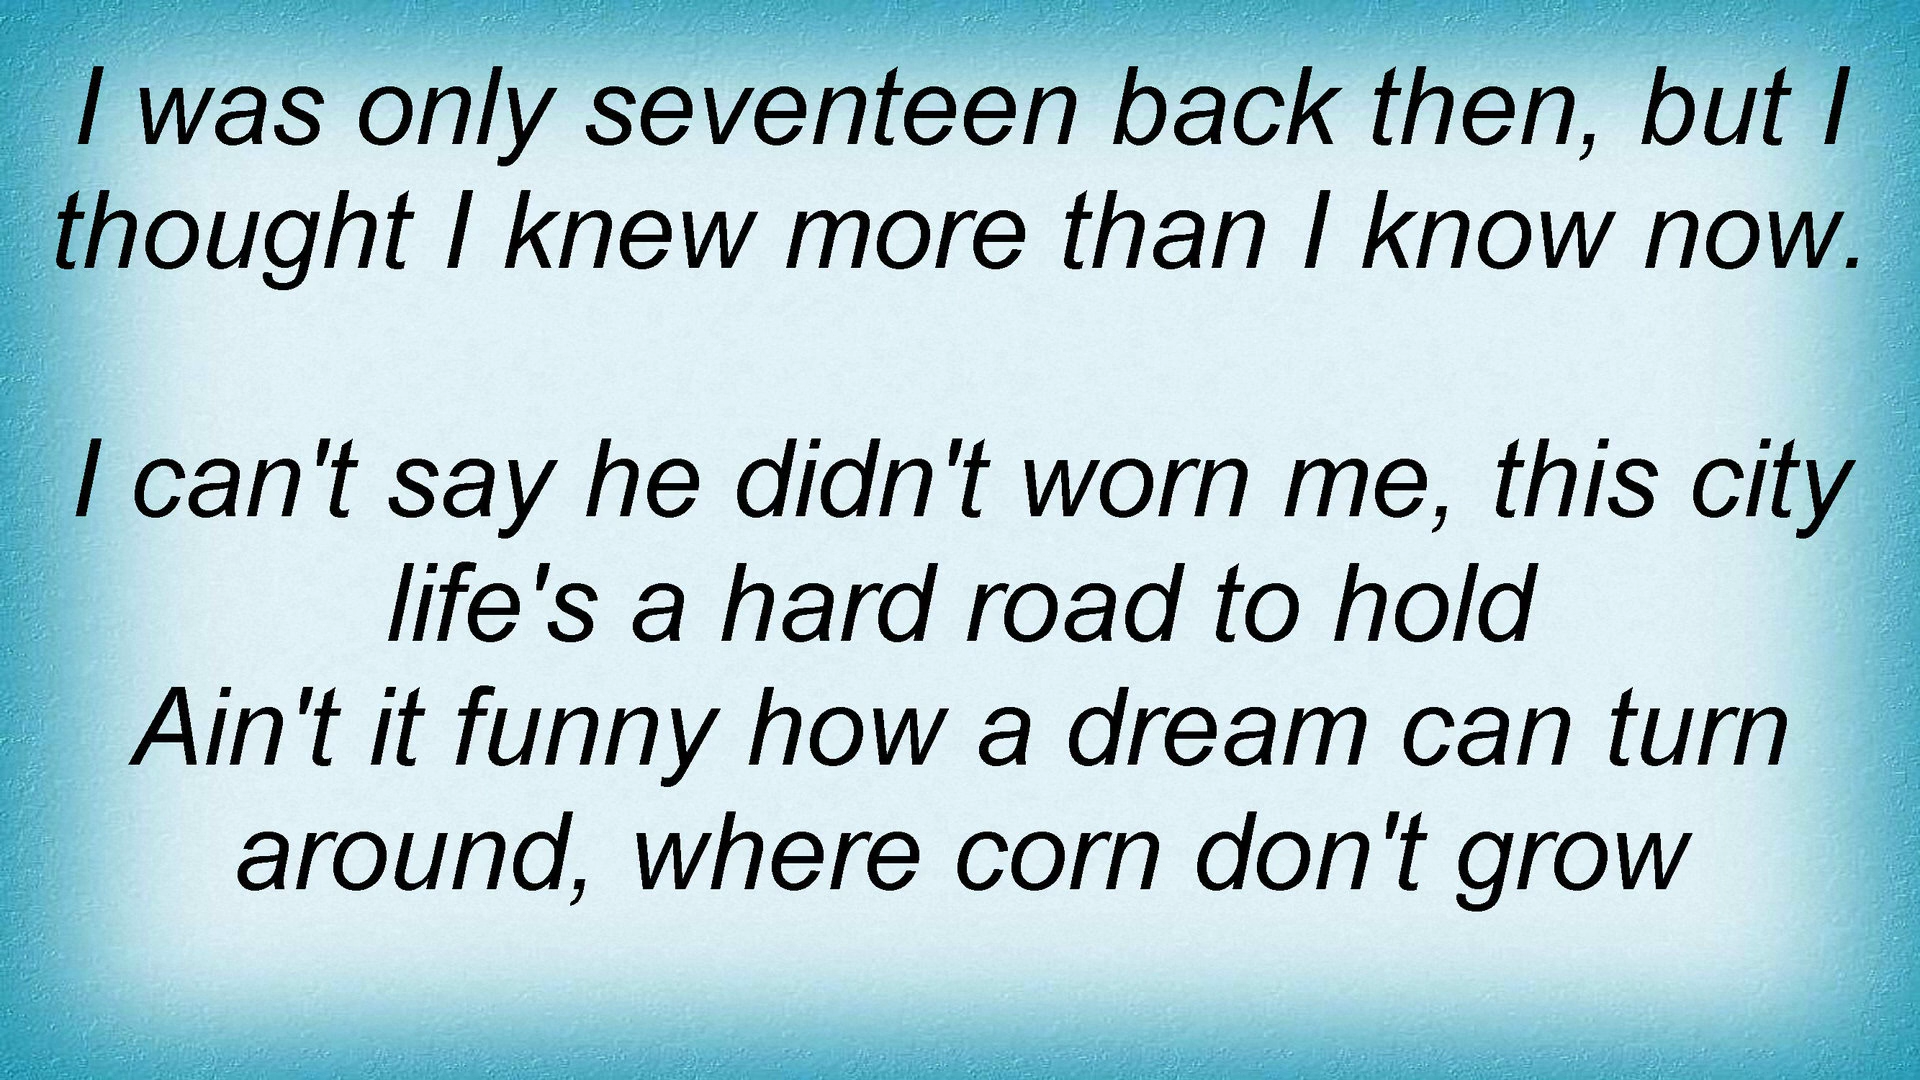 I was only seventeen back then, but I
thought I knew more than I know now.
I can't say he didn't worn me, this city
life's a hard road to hold
Ain't it funny how a dream can turn
around, where corn don't grow